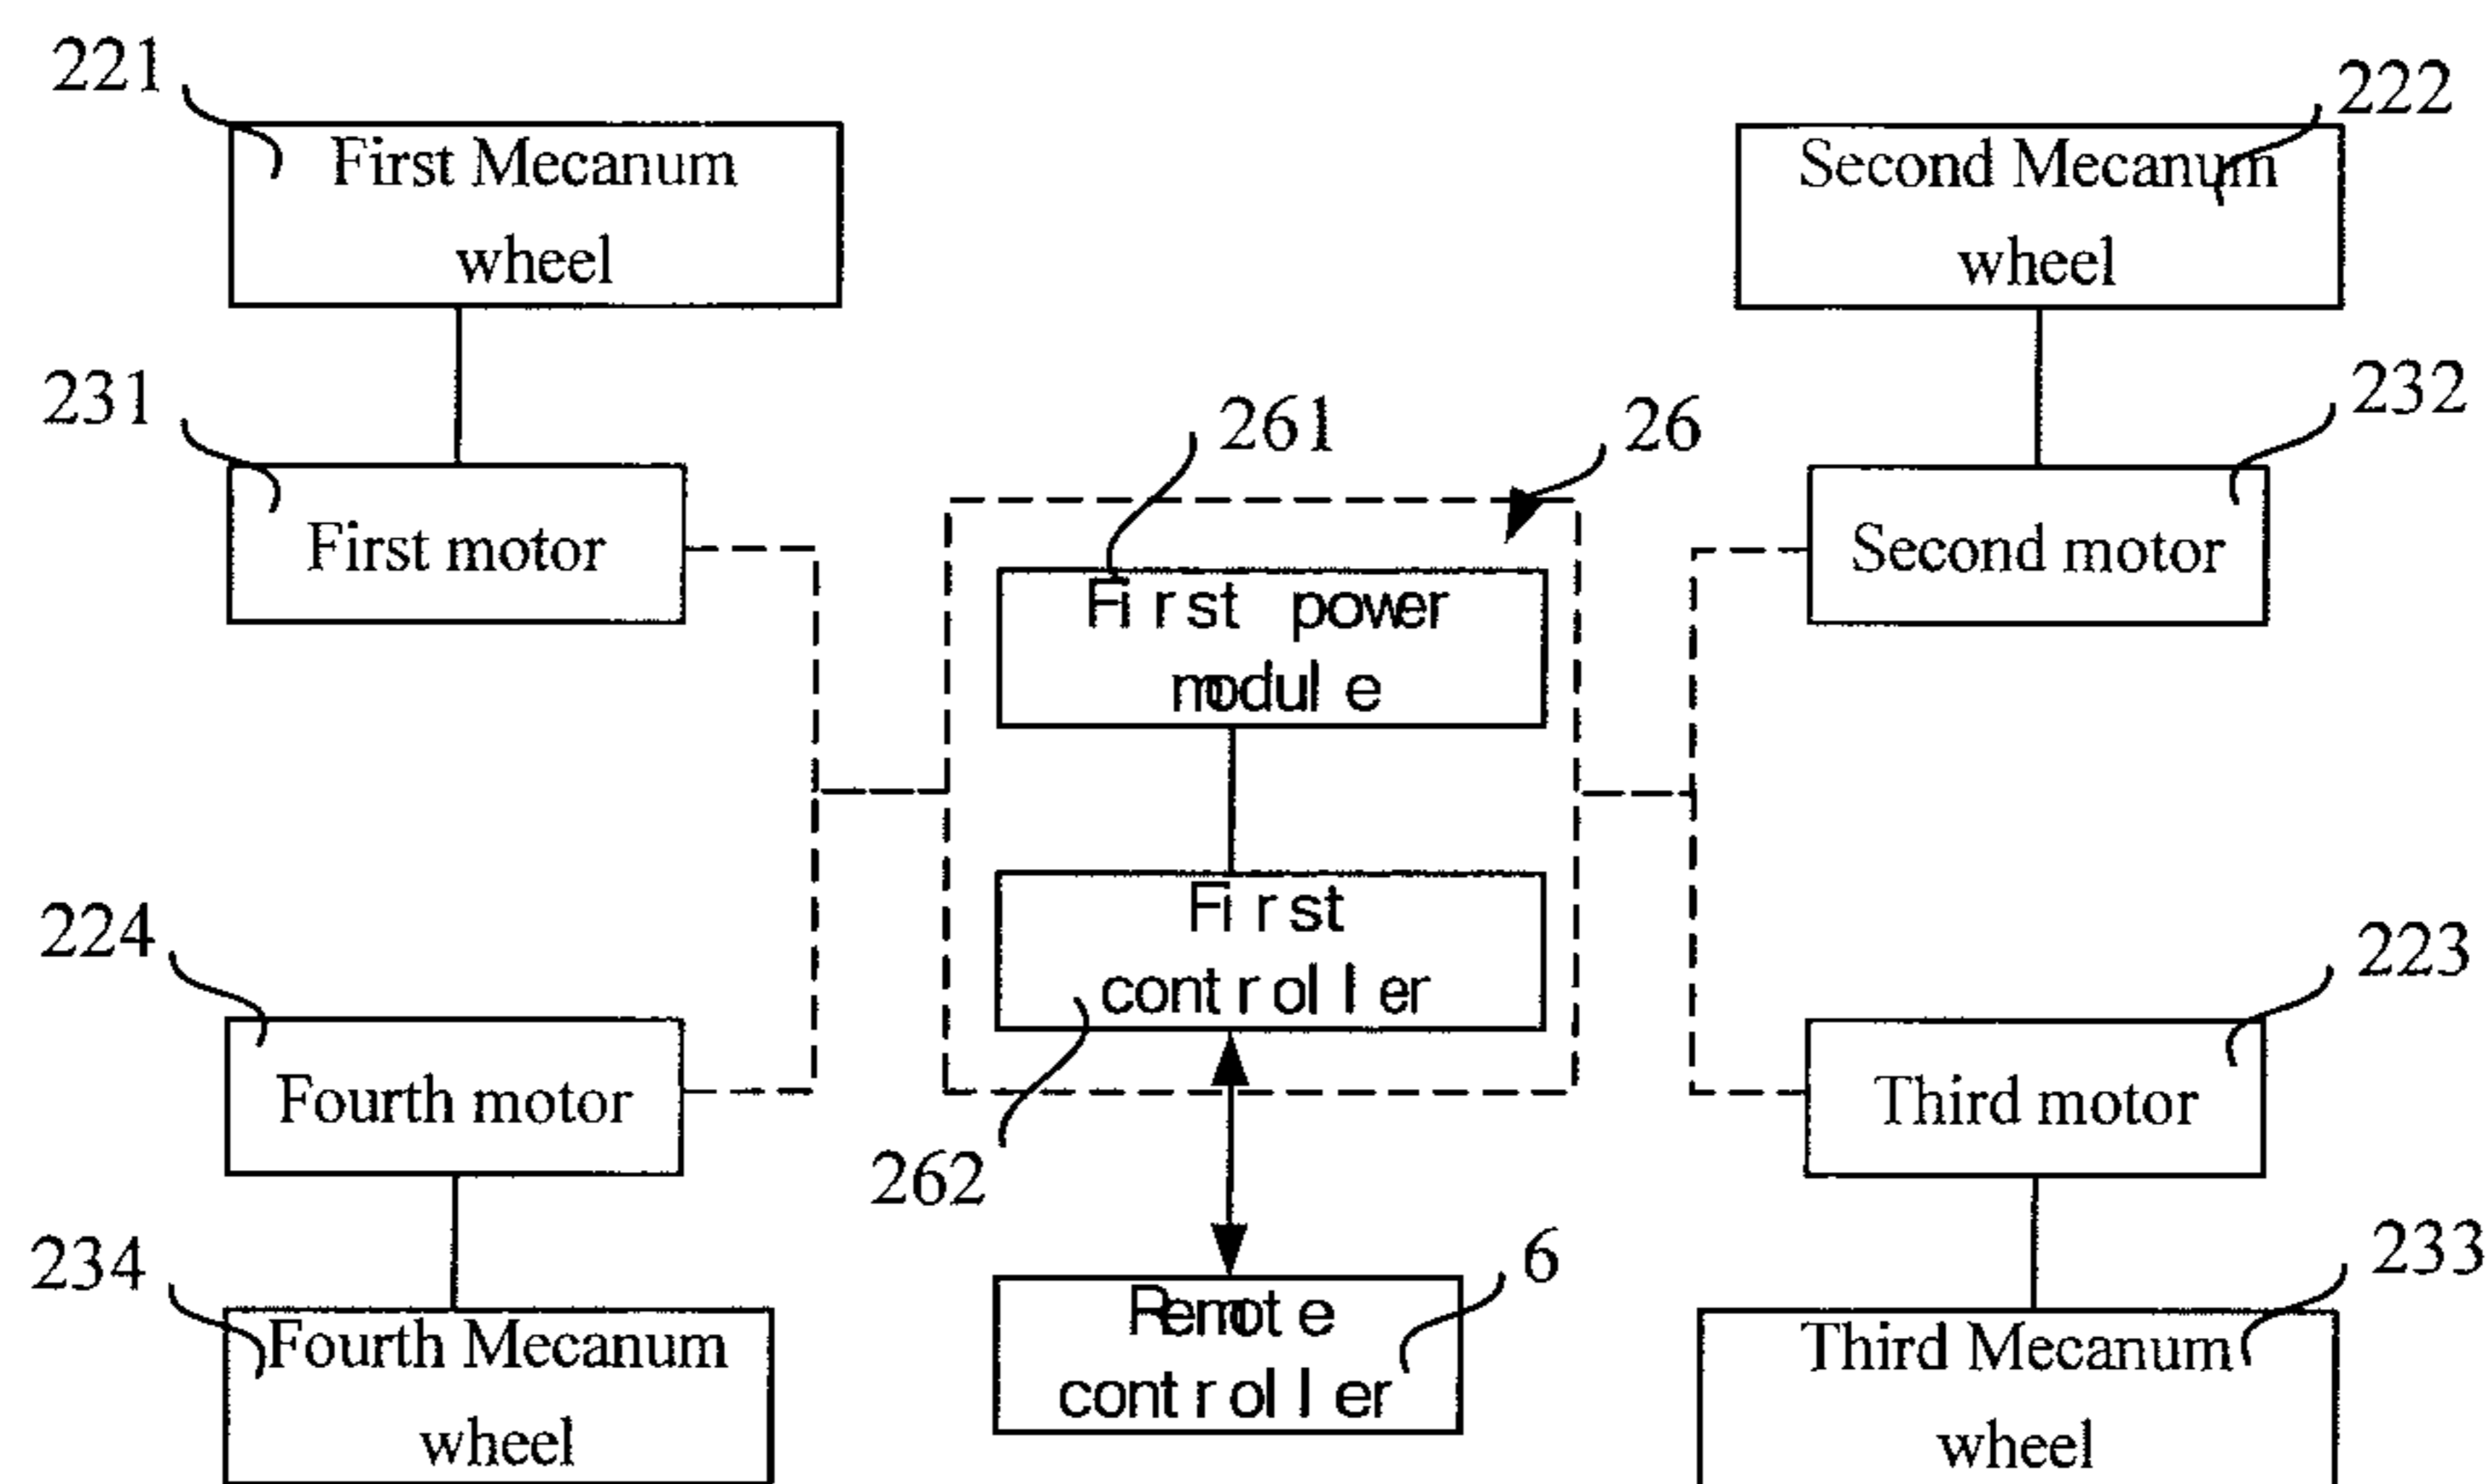 221
First Mecanum
wheel
222
Second Mecanum
wheel
231
First motor
261
26
232
Second motor
First power
module
First
controller
224
Fourth motor
262
223
Third motor
234
Fourth Mecanum
wheel
6
Remote
controller
233
Third Mecanum
wheel